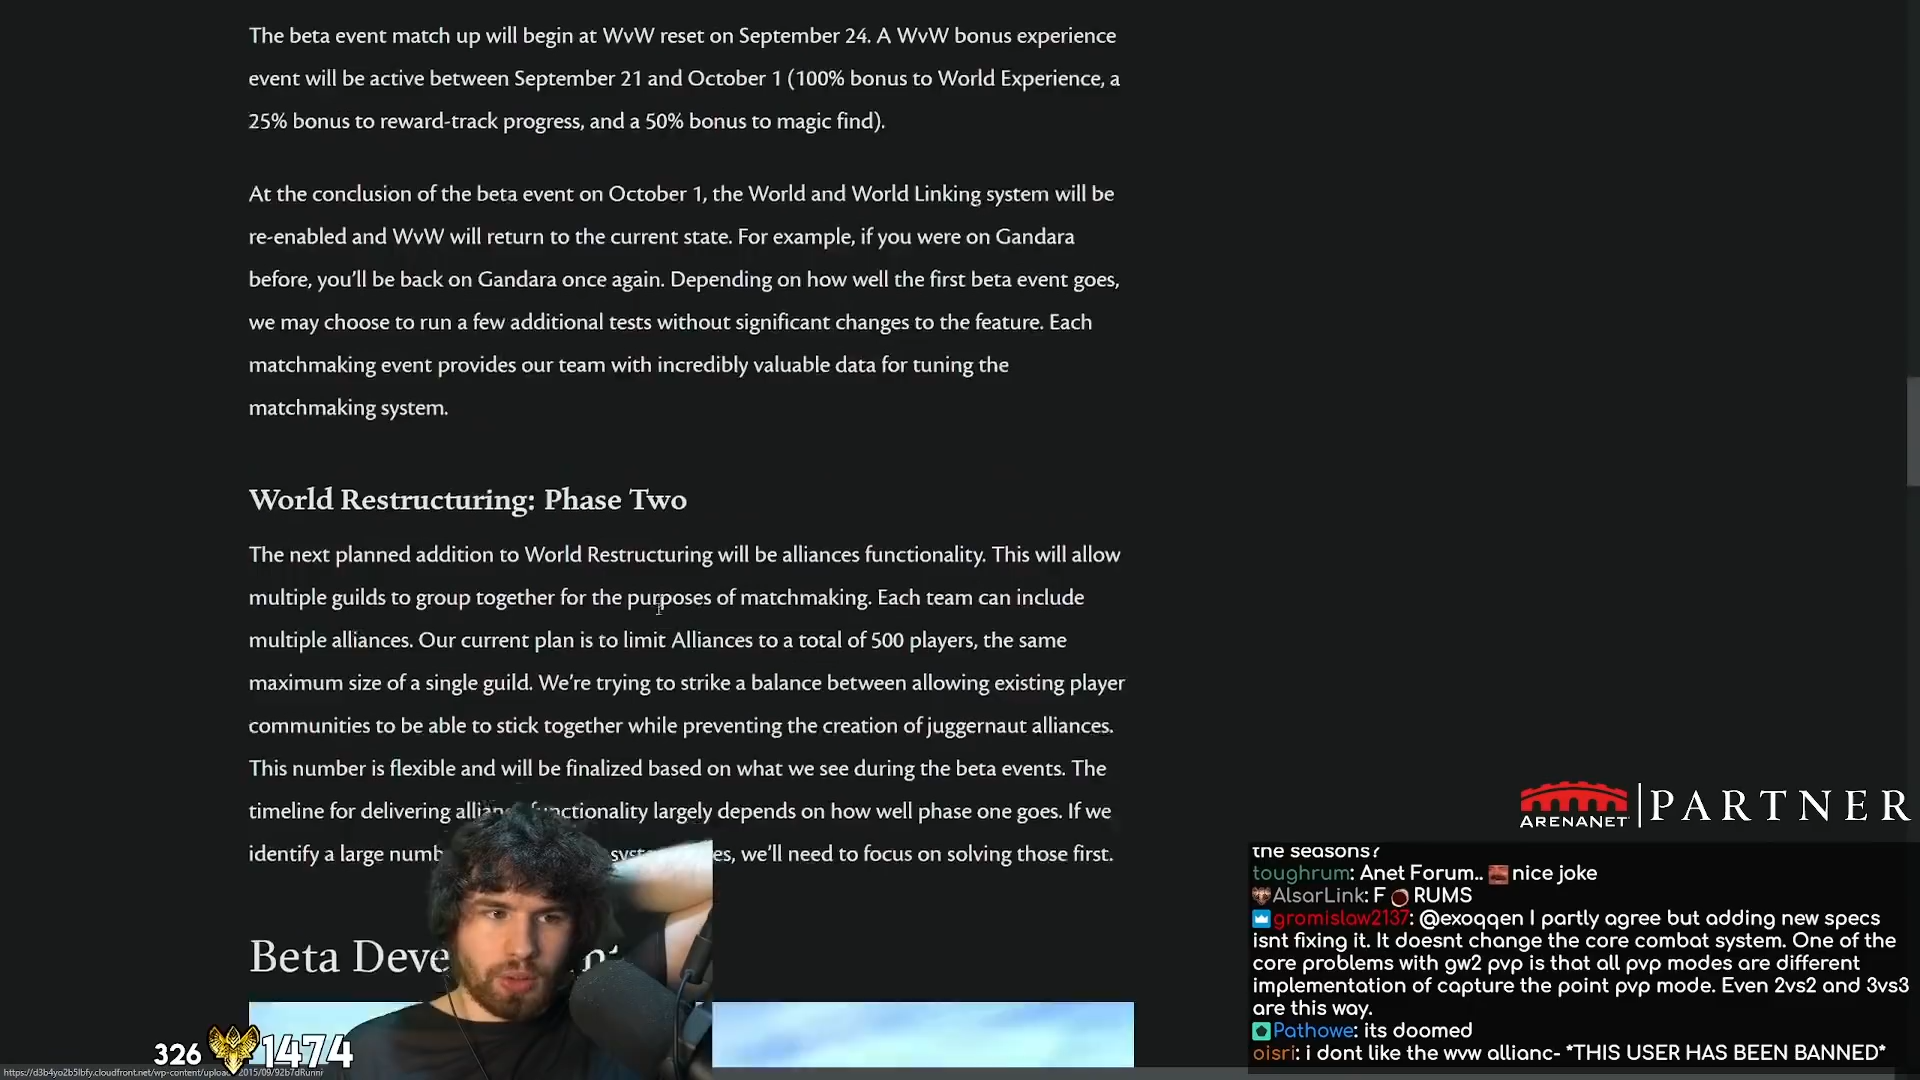 The beta event match up will begin at WvW reset on September 24. A WvW bonus experience
event will be active between September 21 and October 1 (100% bonus to World Experience, a
25% bonus to reward-track progress, and a 50% bonus to magic find).
At the conclusion of the beta event on October 1, the World and World Linking system will be
re-enabled and WvW will return to the current state. For example, if you were on Gandara
before, you’ll be back on Gandara once again. Depending on how well the first beta event goes,
we may choose to run a few additional tests without significant changes to the feature. Each
matchmaking event provides our team with incredibly valuable data for tuning the
matchmaking system.
World Restructuring: Phase Two
The next planned addition to World Restructuring will be alliances functionality. This will allow
multiple guilds to group together for the purposes of matchmaking. Each team can include
multiple alliances. Our current plan is to limit Alliances to a total of 500 players, the same
maximum size of a single guild. We’re trying to strike a balance between allowing existing player
communities to be able to stick together while preventing the creation of juggernaut alliances.
This number is flexible and will be finalized based on what we see during the beta events. The
timeline for delivering functionality largely depends on how well phase one goes. If we
identify a large we’ll need to focus on solving those first.
Beta
326 1474
ARENANET PARTNER
the seasons?
toughrum: Anet Forum.. nice joke
AlsarLink: F RUMS
gromislaw2137: @exoqqen I partly agree but adding new specs
isnt fixing it. It doesnt change the core combat system. One of the
core problems with gw2 pvp is that all pvp modes are different
implementation of capture the point pvp mode. Even 2vs2 and 3vs3
are this way.
Pathowe: its doomed
oisri: i dont like the wvw allianc- *THIS USER HAS BEEN BANNED*